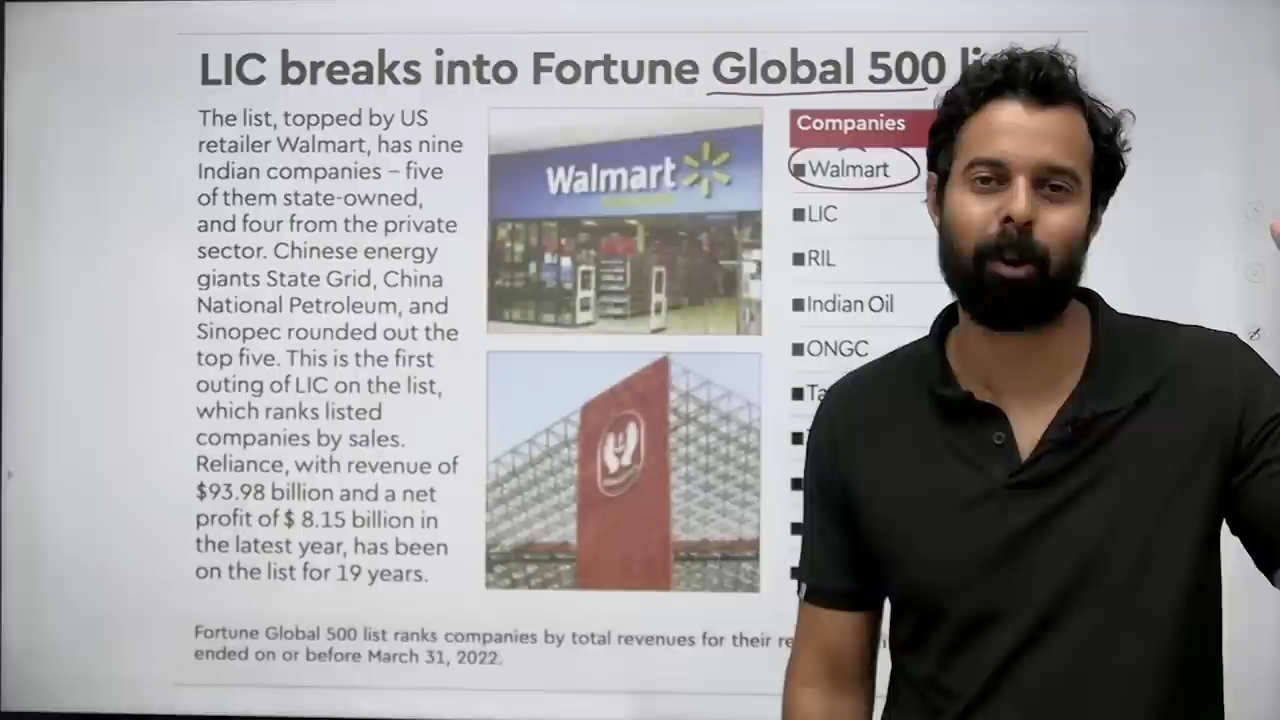 LIC breaks into Fortune Global 500
The list, topped by US
retailer Walmart, has nine
Indian companies – five
of them state-owned,
and four from the private
sector. Chinese energy
giants State Grid, China
National Petroleum, and
Sinopec rounded out the
top five. This is the first
outing of LIC on the list,
which ranks listed
companies by sales.
Reliance, with revenue of
$93.98 billion and a net
profit of $ 8.15 billion in
the latest year, has been
on the list for 19 years.
Walmart
Companies
Walmart
LIC
RIL
Indian Oil
ONGC
Fortune Global 500 list ranks companies by total revenues for their
ended on or before March 31, 2022.